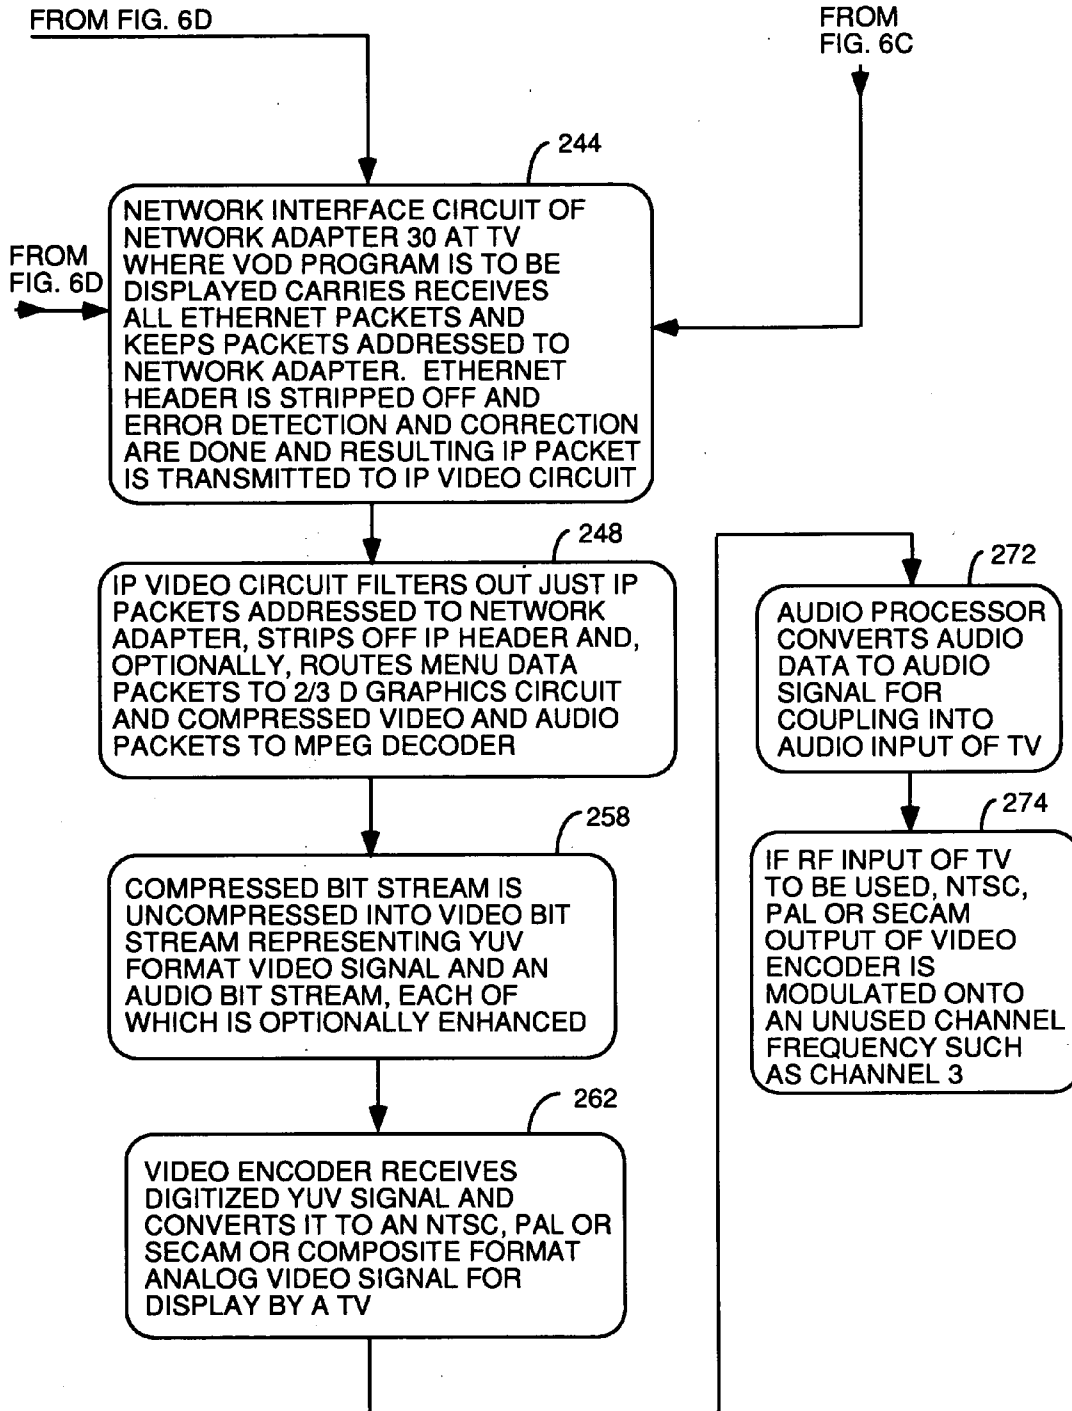 FROM FIG. 6D
FROM
FIG. 6C
244
NETWORK INTERFACE CIRCUIT OF
NETWORK ADAPTER 30 AT TV
WHERE VOD PROGRAM IS TO BE
DISPLAYED CARRIES RECEIVES
ALL ETHERNET PACKETS AND
KEEPS PACKETS ADDRESSED TO
NETWORK ADAPTER. ETHERNET
HEADER IS STRIPPED OFF AND
ERROR DETECTION AND CORRECTION
ARE DONE AND RESULTING IP PACKET
IS TRANSMITTED TO IP VIDEO CIRCUIT
FROM
FIG. 6D
248
IP VIDEO CIRCUIT FILTERS OUT JUST IP
PACKETS ADDRESSED TO NETWORK
ADAPTER, STRIPS OFF IP HEADER AND,
OPTIONALLY, ROUTES MENU DATA
PACKETS TO 2/3 D GRAPHICS CIRCUIT
AND COMPRESSED VIDEO AND AUDIO
PACKETS TO MPEG DECODER
258
COMPRESSED BIT STREAM IS
UNCOMPRESSED INTO VIDEO BIT
STREAM REPRESENTING YUV
FORMAT VIDEO SIGNAL AND AN
AUDIO BIT STREAM, EACH OF
WHICH IS OPTIONALLY ENHANCED
262
VIDEO ENCODER RECEIVES
DIGITIZED YUV SIGNAL AND
CONVERTS IT TO AN NTSC, PAL OR
SECAM OR COMPOSITE FORMAT
ANALOG VIDEO SIGNAL FOR
DISPLAY BY A TV
272
AUDIO PROCESSOR
CONVERTS AUDIO
DATA TO AUDIO
SIGNAL FOR
COUPLING INTO
AUDIO INPUT OF TV
274
IF RF INPUT OF TV
TO BE USED, NTSC,
PAL OR SECAM
OUTPUT OF VIDEO
ENCODER IS
MODULATED ONTO
AN UNUSED CHANNEL
FREQUENCY SUCH
AS CHANNEL 3